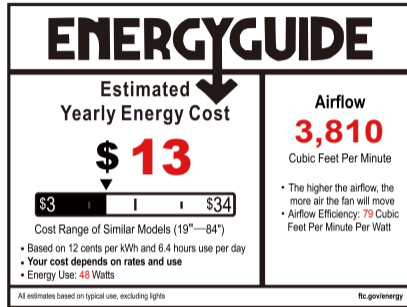 ENERGYGUIDE
Estimated
Yearly Energy Cost
$ 13
$3 $34
Cost Range of Similar Models (19"—84")
• Based on 12 cents per kWh and 6.4 hours use per day
• Your cost depends on rates and use
• Energy Use: 48 Watts
Airflow
3,810
Cubic Feet Per Minute
• The higher the airflow, the
more air the fan will move
• Airflow Efficiency: 79 Cubic
Feet Per Minute Per Watt
All estimates based on typical use, excluding lights
ftc.gov/energy